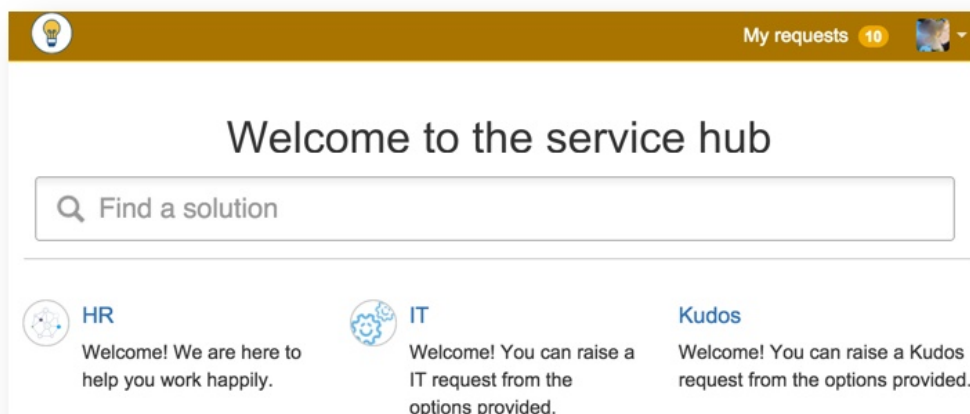 My requests 10
Welcome to the service hub
Find a solution
HR
Welcome! We are here to
help you work happily.
IT
Welcome! You can raise a
IT request from the
options provided.
Kudos
Welcome! You can raise a Kudos
request from the options provided.